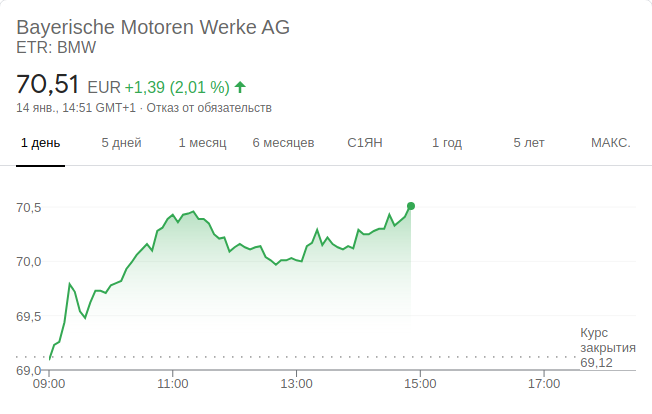 Bayerische Motoren Werke AG
ETR: BMW
70,51 EUR +1,39 (2,01 %)
14 янв., 14:51 GMT+1 · Отказ от обязательств
1 день 5 дней 1 месяц 6 месяцев С1ЯН 1 год 5 лет МАКС.
70,5
70,0
69,5
69,0
Курс
закрытия
69,12
09:00 11:00 13:00 15:00 17:00